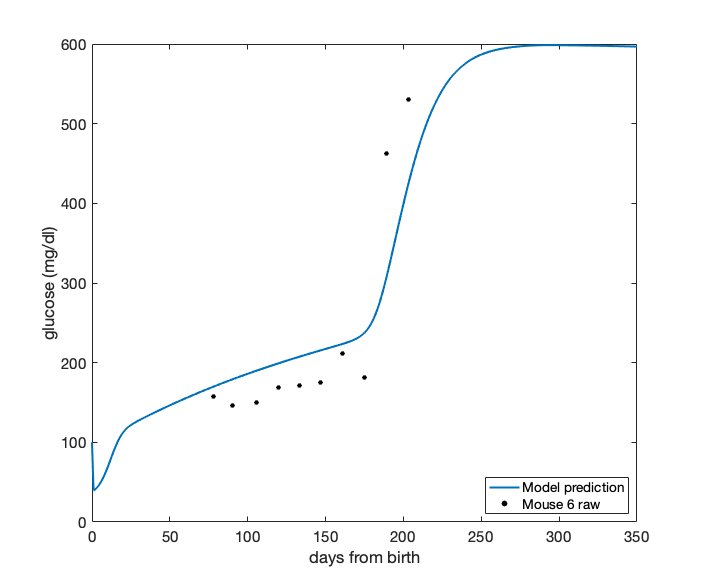 600
500
400
300
200
100
0
glucose (mg/dl)
0 50 100 150 200 250 300 350
days from birth
Model prediction
Mouse 6 raw